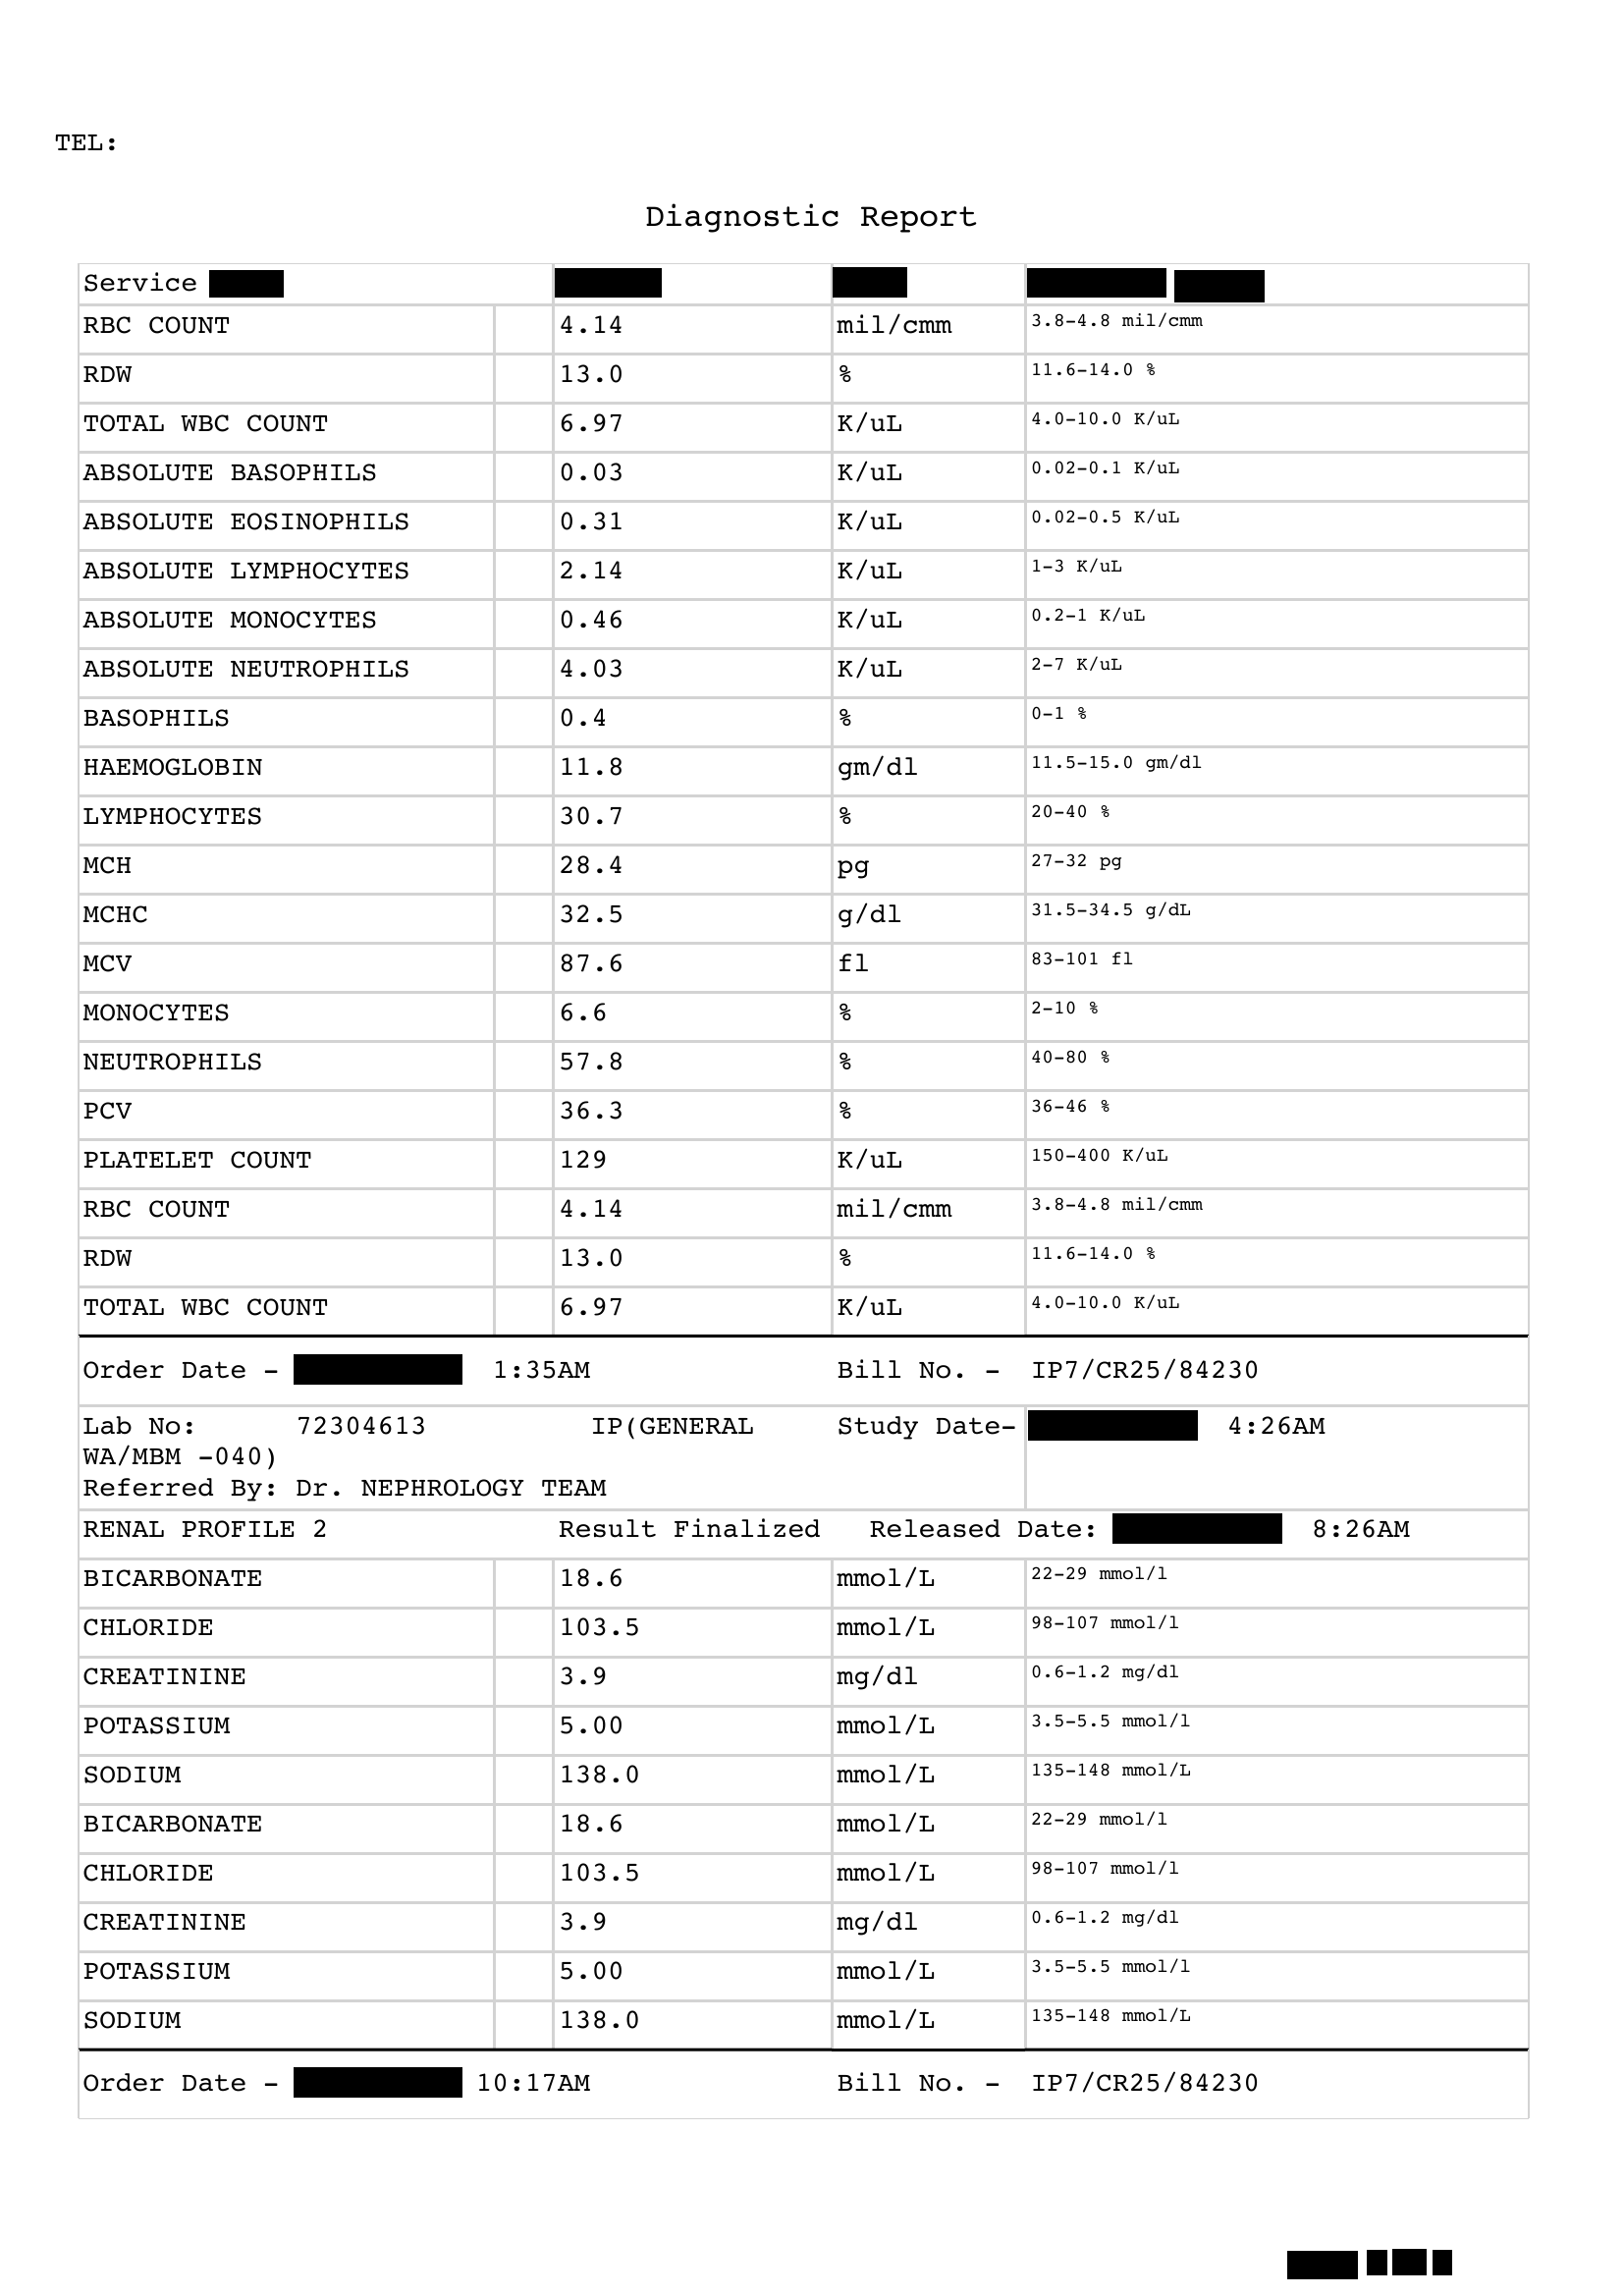 TEL:
Diagnostic Report
Service
RBC COUNT 4.14 mil/cmm 3.8-4.8 mil/cmm
RDW 13.0 % 11.6-14.0 %
TOTAL WBC COUNT 6.97 K/uL 4.0-10.0 K/uL
ABSOLUTE BASOPHILS 0.03 K/uL 0.02-0.1 K/uL
ABSOLUTE EOSINOPHILS 0.31 K/uL 0.02-0.5 K/uL
ABSOLUTE LYMPHOCYTES 2.14 K/uL 1-3 K/uL
ABSOLUTE MONOCYTES 0.46 K/uL 0.2-1 K/uL
ABSOLUTE NEUTROPHILS 4.03 K/uL 2-7 K/uL
BASOPHILS 0.4 % 0-1 %
HAEMOGLOBIN 11.8 gm/dl 11.5-15.0 gm/dl
LYMPHOCYTES 30.7 % 20-40 %
MCH 28.4 pg 27-32 pg
MCHC 32.5 g/dl 31.5-34.5 g/dL
MCV 87.6 fl 83-101 fl
MONOCYTES 6.6 % 2-10 %
NEUTROPHILS 57.8 % 40-80 %
PCV 36.3 % 36-46 %
PLATELET COUNT 129 K/uL 150-400 K/uL
RBC COUNT 4.14 mil/cmm 3.8-4.8 mil/cmm
RDW 13.0 % 11.6-14.0 %
TOTAL WBC COUNT 6.97 K/uL 4.0-10.0 K/uL
Order Date - 1:35AM Bill No. - IP7/CR25/84230
Lab No: 72304613 IP(GENERAL Study Date- 4:26AM
WA/MBM -040)
Referred By: Dr. NEPHROLOGY TEAM
RENAL PROFILE 2 Result Finalized Released Date: 8:26AM
BICARBONATE 18.6 mmol/L 22-29 mmol/l
CHLORIDE 103.5 mmol/L 98-107 mmol/l
CREATININE 3.9 mg/dl 0.6-1.2 mg/dl
POTASSIUM 5.00 mmol/L 3.5-5.5 mmol/l
SODIUM 138.0 mmol/L 135-148 mmol/L
BICARBONATE 18.6 mmol/L 22-29 mmol/l
CHLORIDE 103.5 mmol/L 98-107 mmol/l
CREATININE 3.9 mg/dl 0.6-1.2 mg/dl
POTASSIUM 5.00 mmol/L 3.5-5.5 mmol/l
SODIUM 138.0 mmol/L 135-148 mmol/L
Order Date - 10:17AM Bill No. - IP7/CR25/84230